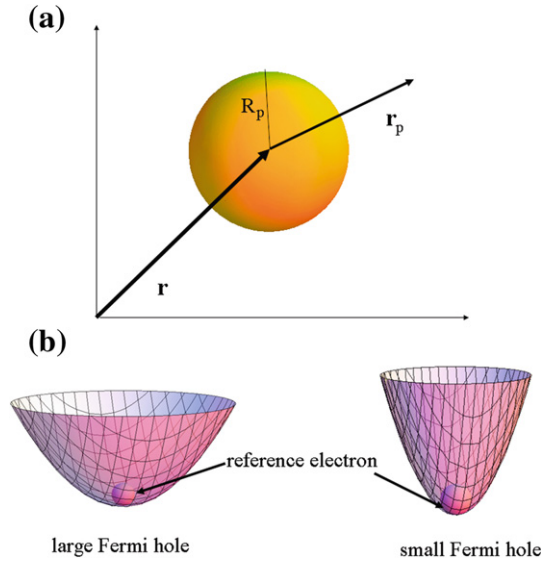 (a)
R_p
r_p
r
(b)
reference electron
large Fermi hole
small Fermi hole